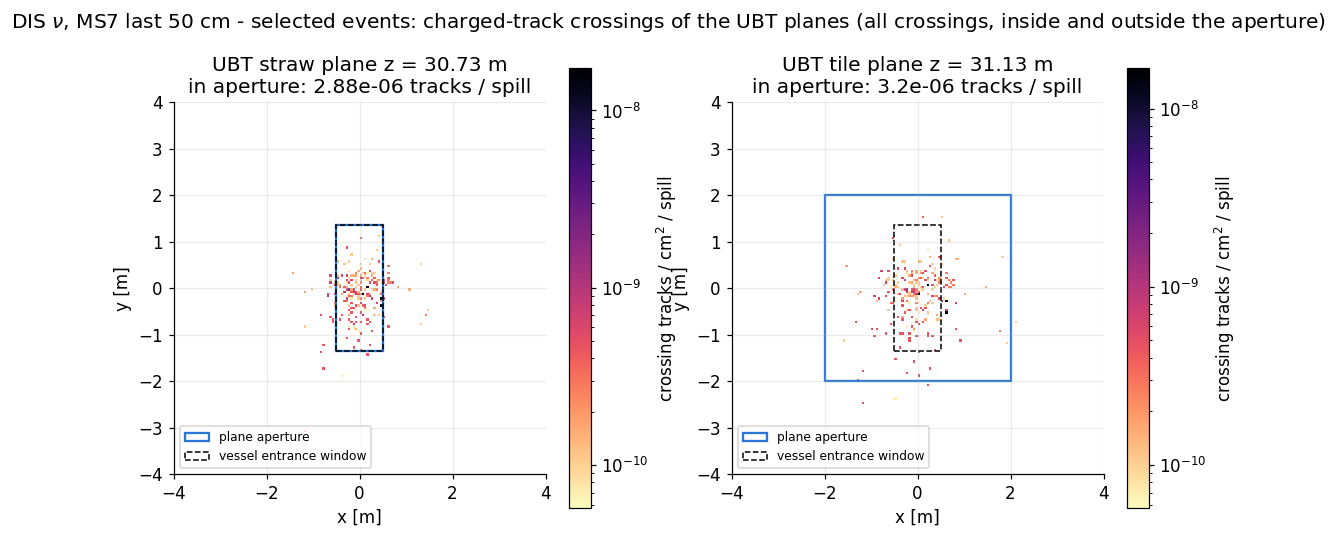 DIS ν, MS7 last 50 cm - selected events: charged-track crossings of the UBT planes (all crossings, inside and outside the aperture)
UBT straw plane z = 30.73 m
in aperture: 2.88e-06 tracks / spill
4
3
2
1
0
−1
−2
−3
−4
y [m]
−4
−2
0
2
4
x [m]
plane aperture
vessel entrance window
10⁻⁸
10⁻⁹
10⁻¹⁰
crossing tracks / cm² / spill
UBT tile plane z = 31.13 m
in aperture: 3.2e-06 tracks / spill
4
3
2
1
0
−1
−2
−3
−4
y [m]
−4
−2
0
2
4
x [m]
plane aperture
vessel entrance window
10⁻⁸
10⁻⁹
10⁻¹⁰
crossing tracks / cm² / spill